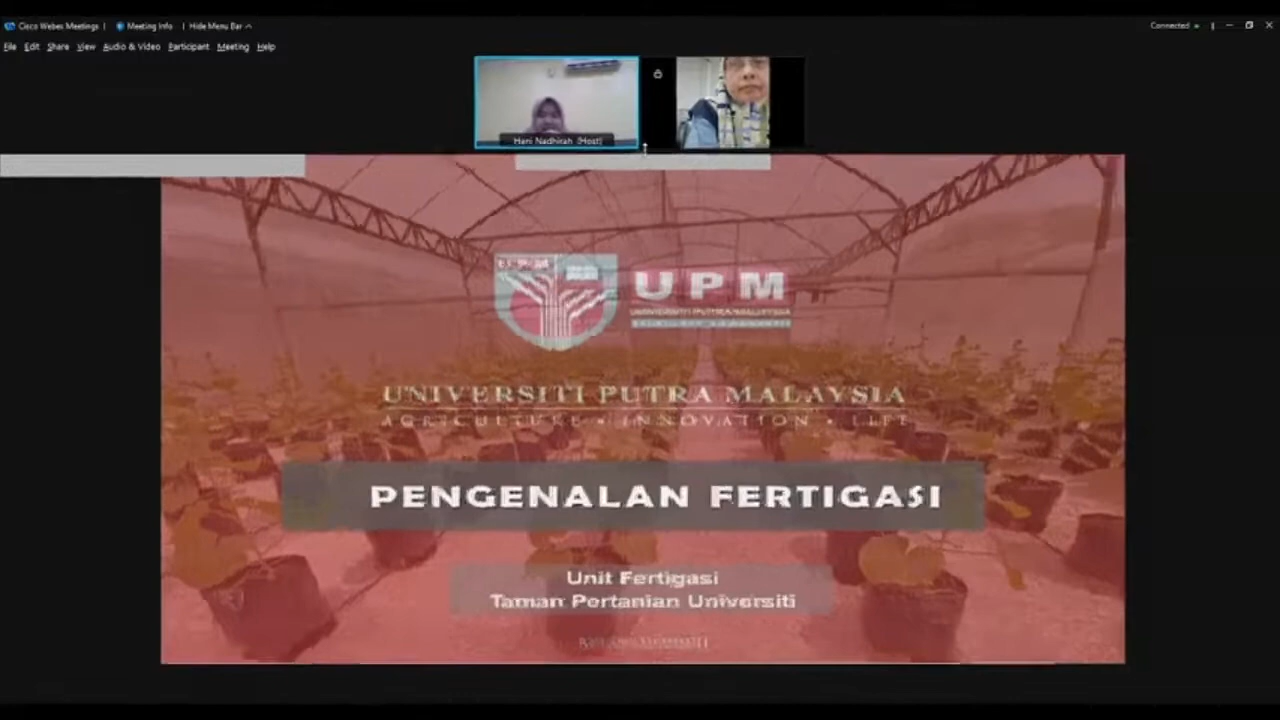 Cisco Webex Meetings | Meeting Info | Hide Menu Bar
Connected
File Edit Share View Audio & Video Participant Meeting Help
Heni Nadhirah (Host)
UPM
UNIVERSITI PUTRA MALAYSIA
UNIVERSITI PUTRA MALAYSIA
AGRICULTURE • INNOVATION • LIFE
PENGENALAN FERTIGASI
Unit Fertigasi
Taman Pertanian Universiti